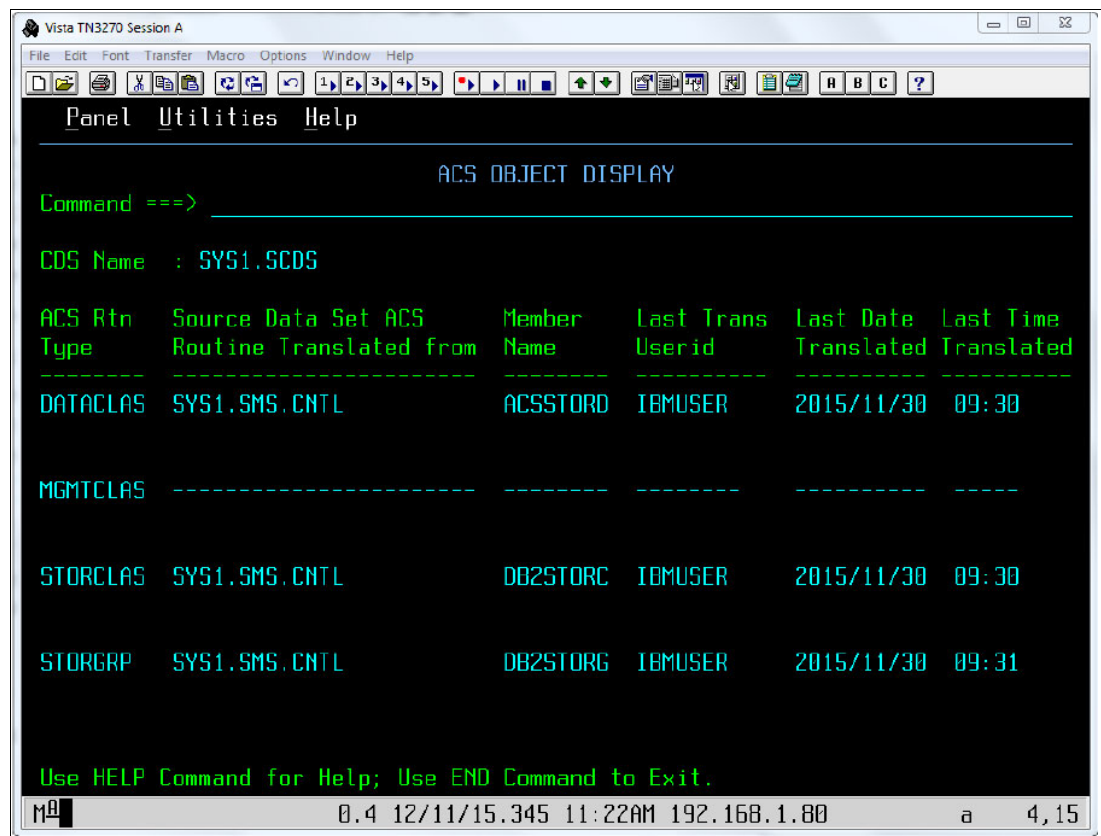 Vista TN3270 Session A
File Edit Font Transfer Macro Options Window Help
1 2 3 4 5 A B C ?
Panel Utilities Help
ACS OBJECT DISPLAY
Command ===>
CDS Name : SYS1.SCDS
ACS Rtn Source Data Set ACS Member Last Trans Last Date Last Time
Type Routine Translated from Name Userid Translated Translated
-------- ----------------------- -------- ---------- ---------- ----------
DATACLAS SYS1.SMS.CNTL ACSSTORD IBMUSER 2015/11/30 09:30
MGMTCLAS ----------------------- -------- -------- ---------- -----
STORCLAS SYS1.SMS.CNTL DB2STORC IBMUSER 2015/11/30 09:30
STORGRP SYS1.SMS.CNTL DB2STORG IBMUSER 2015/11/30 09:31
Use HELP Command for Help; Use END Command to Exit.
MA 0.4 12/11/15.345 11:22AM 192.168.1.80 a 4,15